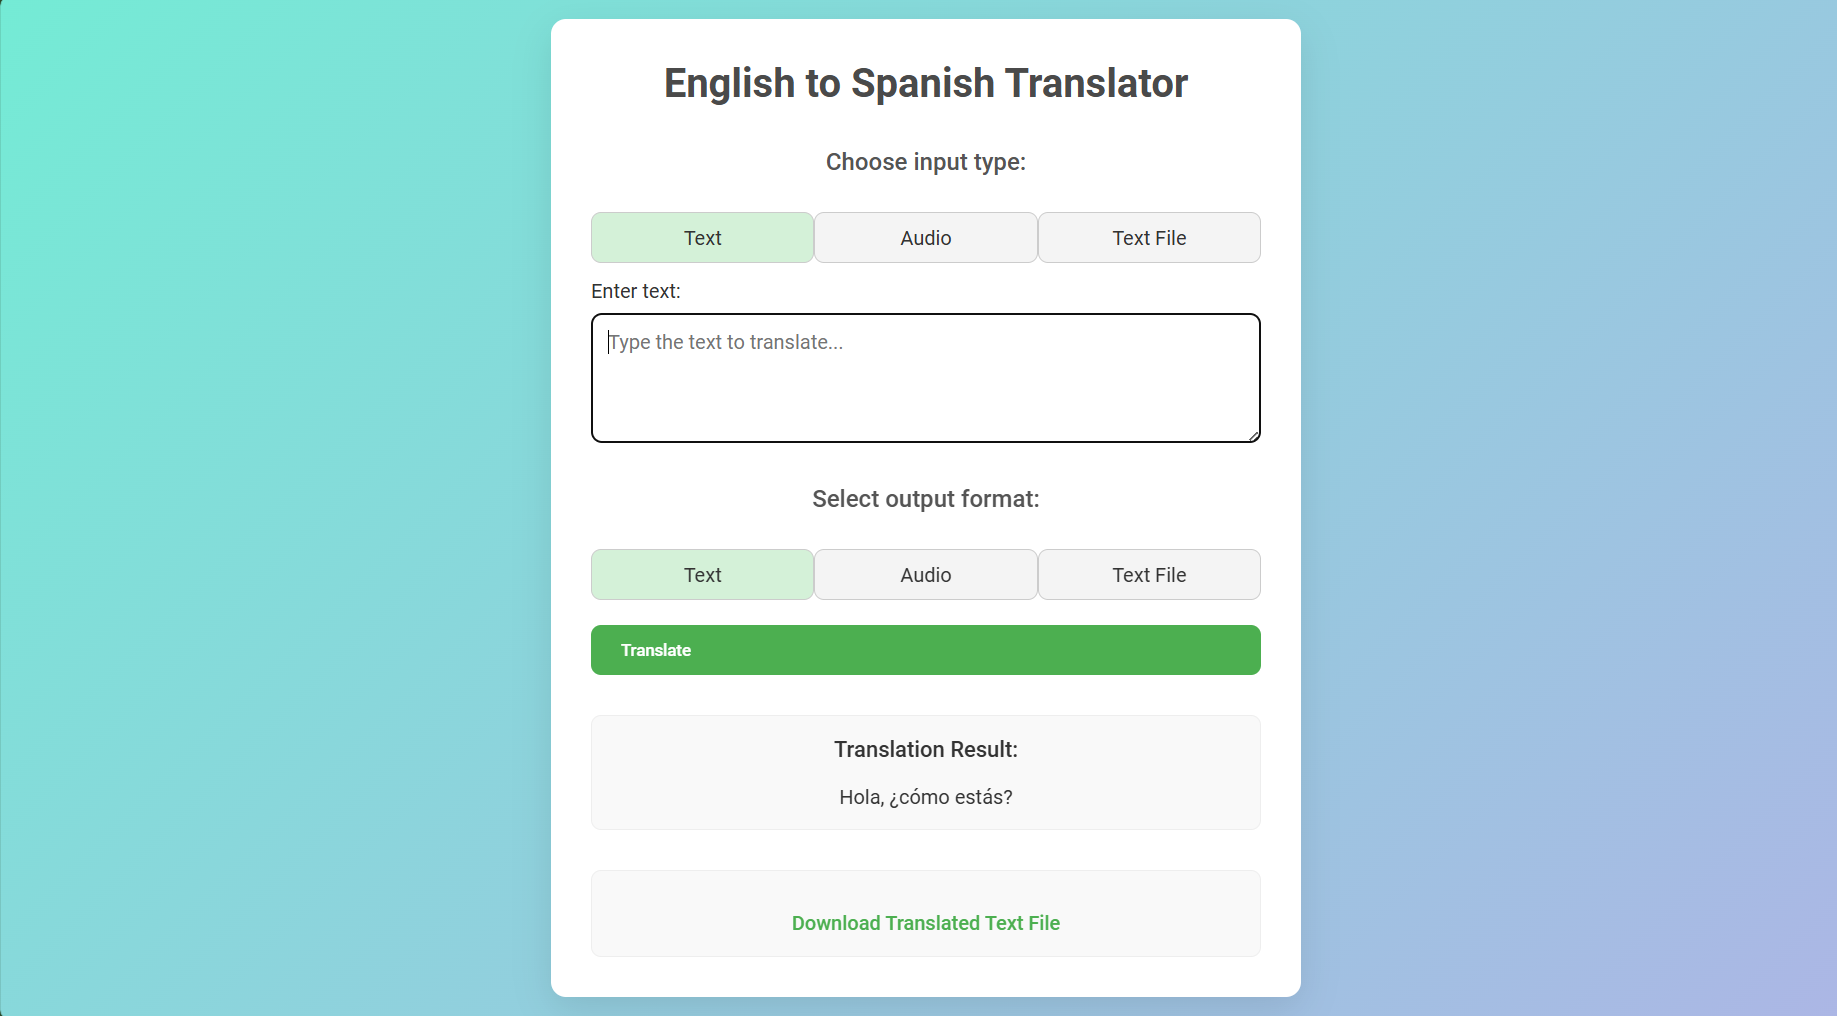 English to Spanish Translator
Choose input type:
Text
Audio
Text File
Enter text:
Type the text to translate...
Select output format:
Text
Audio
Text File
Translate
Translation Result:
Hola, ¿cómo estás?
Download Translated Text File